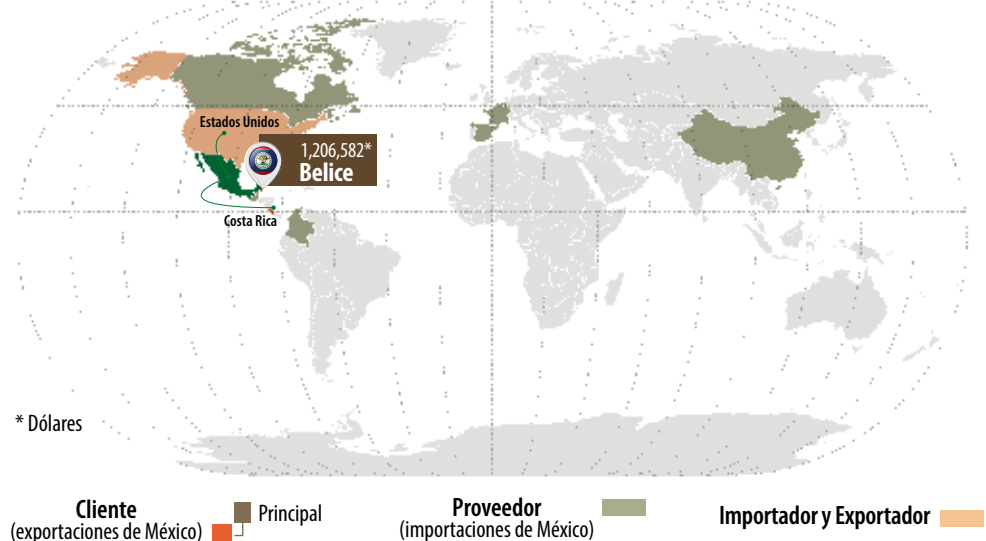 Estados Unidos
1,206,582*
Belice
Costa Rica
* Dólares
Cliente
(exportaciones de México)
Principal
Proveedor
(importaciones de México)
Importador y Exportador